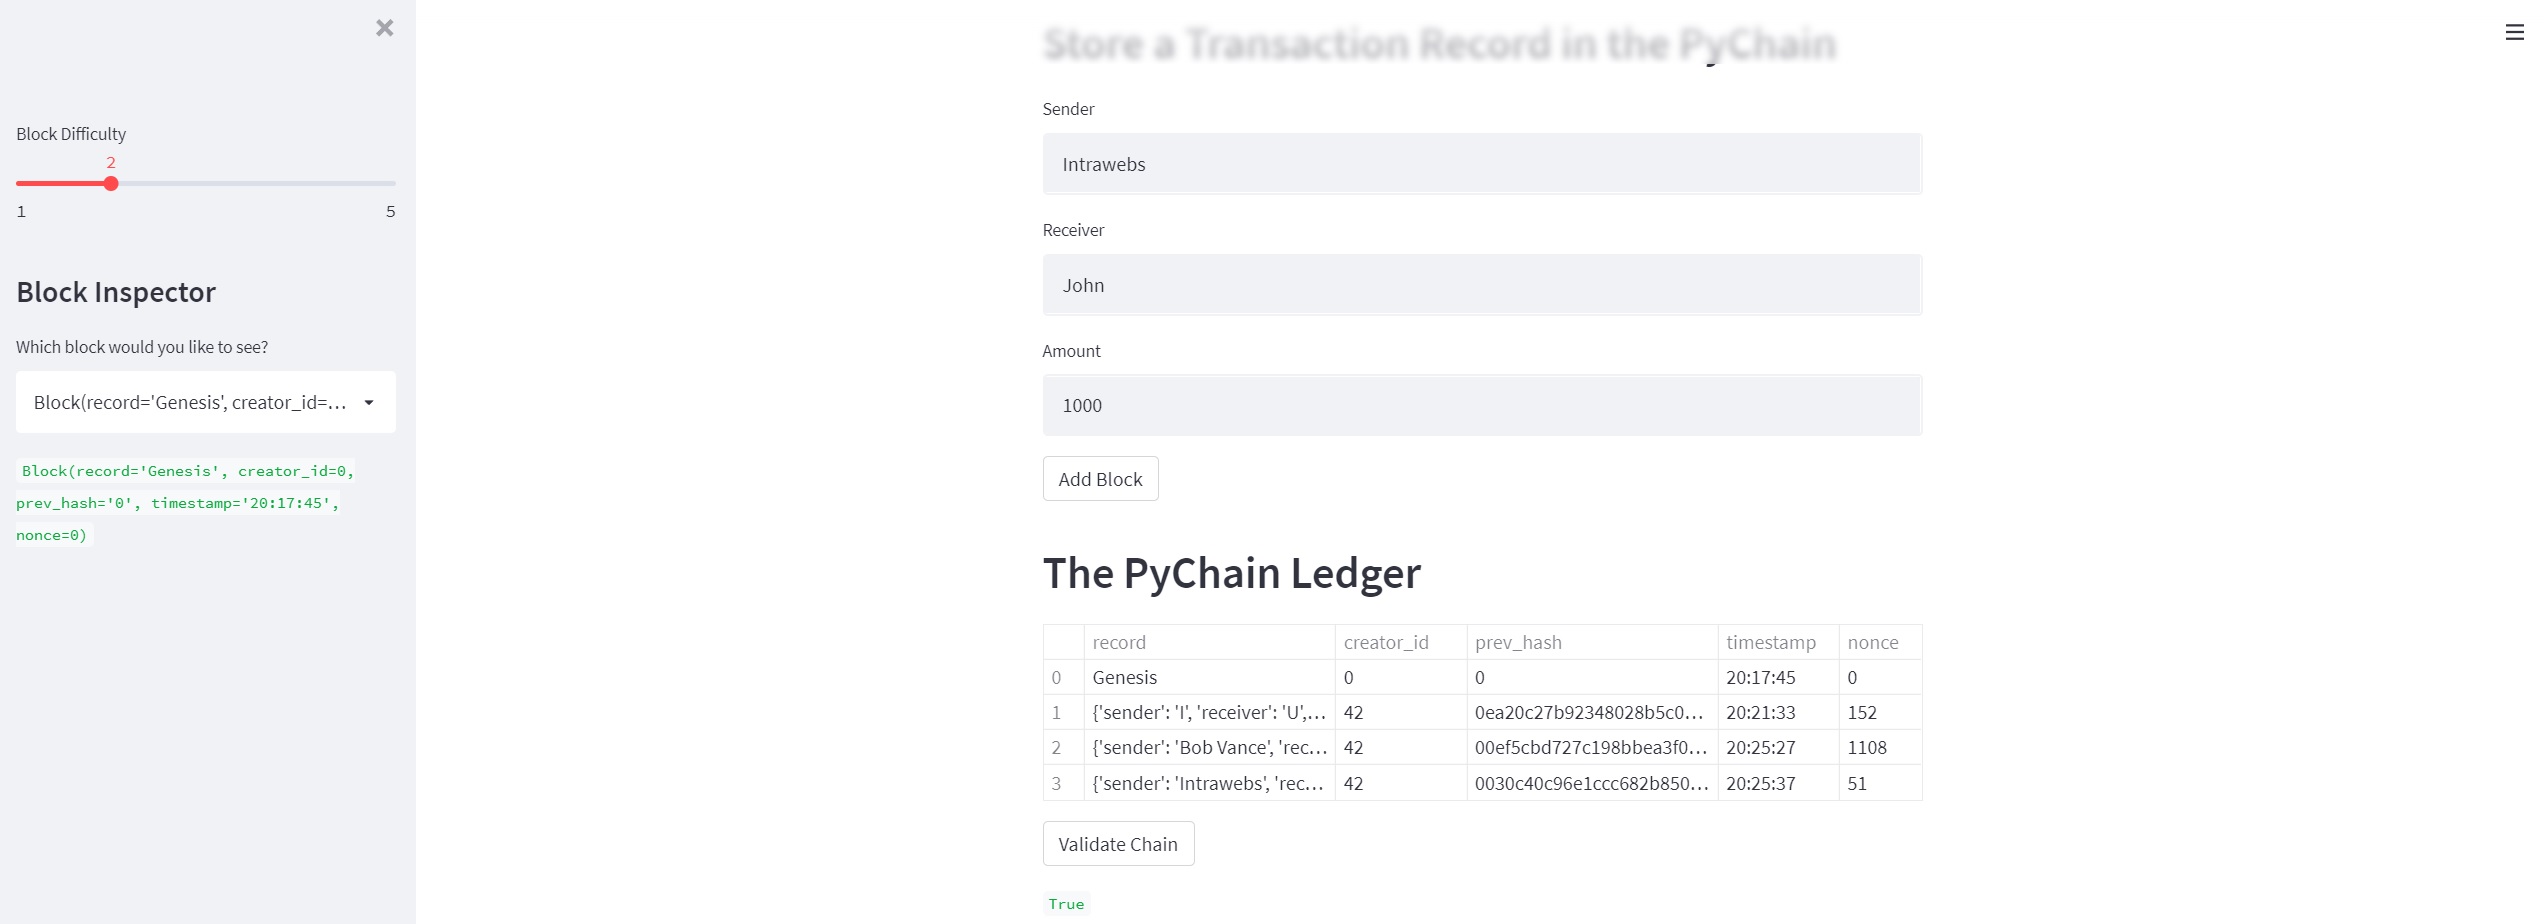 Store a Transaction Record in the PyChain
Block Difficulty
2
1 5
Block Inspector
Which block would you like to see?
Block(record='Genesis', creator_id=...
Block(record='Genesis', creator_id=0,
prev_hash='0', timestamp='20:17:45',
nonce=0)
Sender
Intrawebs
Receiver
John
Amount
1000
Add Block
The PyChain Ledger
record creator_id prev_hash timestamp nonce
0 Genesis 0 0 20:17:45 0
1 {'sender': 'I', 'receiver': 'U',... 42 0ea20c27b92348028b5c0... 20:21:33 152
2 {'sender': 'Bob Vance', 'rec... 42 00ef5cbd727c198bbea3f0... 20:25:27 1108
3 {'sender': 'Intrawebs', 'rec... 42 0030c40c96e1ccc682b850... 20:25:37 51
Validate Chain
True